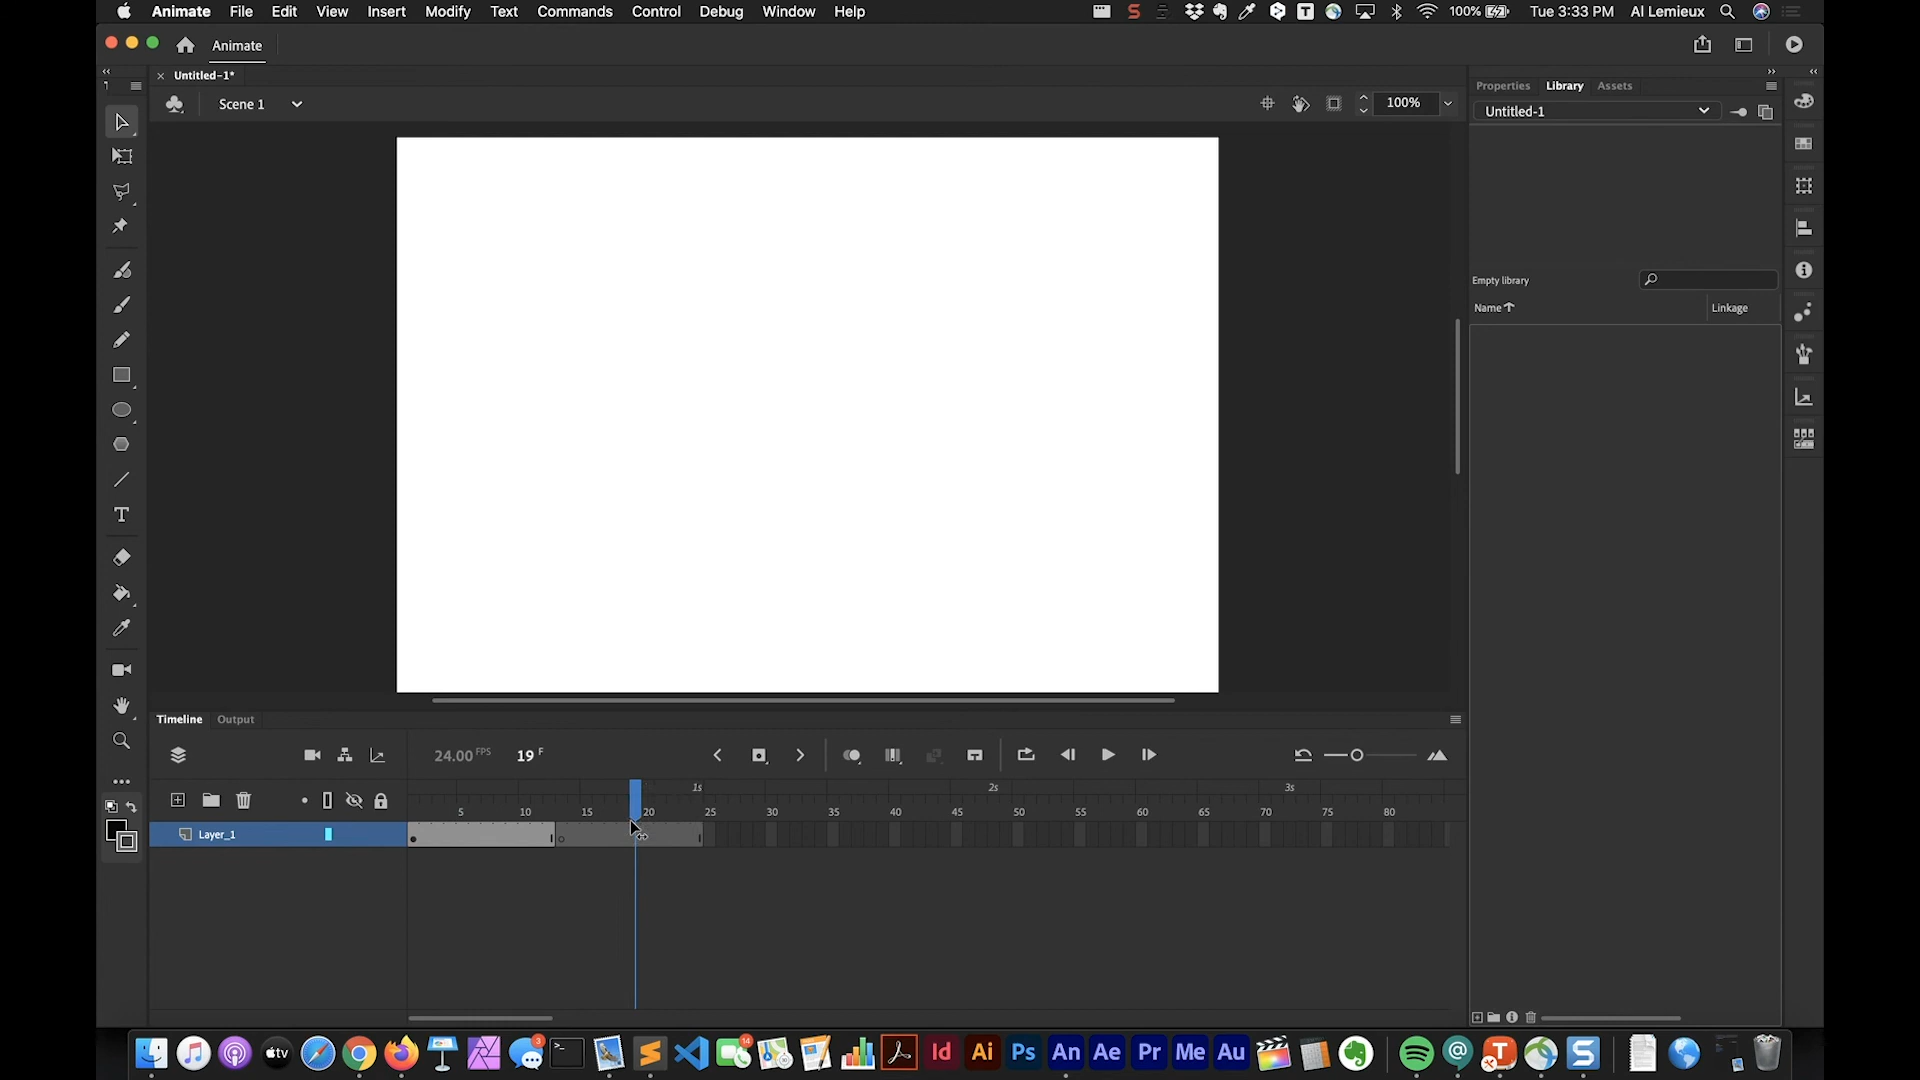 Animate File Edit View Insert Modify Text Commands Control Debug Window Help 100% Tue 3:33 PM Al Lemieux
Animate
Untitled-1*
Scene 1
100%
Properties Library Assets
Untitled-1
Empty library
Name Linkage
Timeline Output
24.00 FPS 19 F
1s 2s 3s
5 10 15 20 25 30 35 40 45 50 55 60 65 70 75 80
Layer_1
tv 3 14 Id Ai Ps An Ae Pr Me Au T S